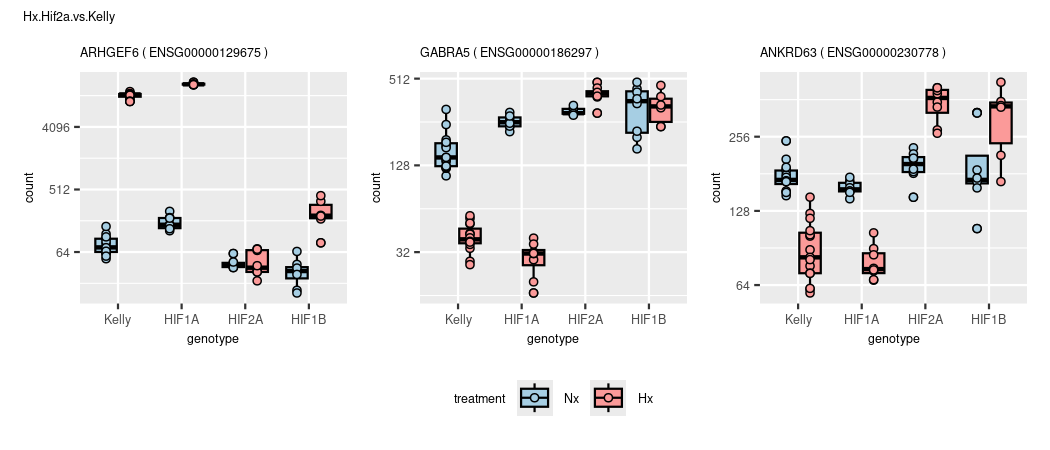 Hx.Hif2a.vs.Kelly
ARHGEF6 ( ENSG00000129675 )
GABRA5 ( ENSG00000186297 )
ANKRD63 ( ENSG00000230778 )
count
4096
512
64
Kelly HIF1A HIF2A HIF1B
genotype
count
512
128
32
Kelly HIF1A HIF2A HIF1B
genotype
count
256
128
64
Kelly HIF1A HIF2A HIF1B
genotype
treatment Nx Hx